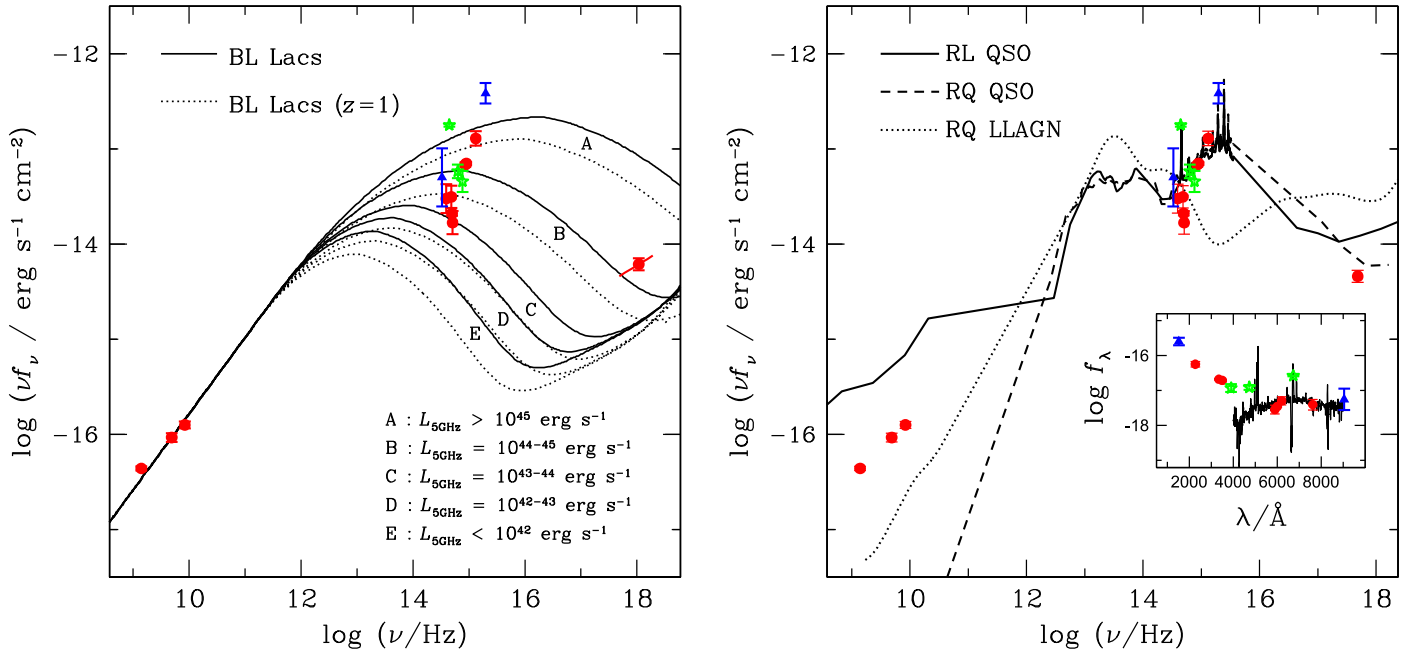 BL Lacs
BL Lacs (z=1)
A
B
C
D
E
A : L5GHz > 10^45 erg s^−1
B : L5GHz = 10^44−45 erg s^−1
C : L5GHz = 10^43−44 erg s^−1
D : L5GHz = 10^42−43 erg s^−1
E : L5GHz < 10^42 erg s^−1
−12
−13
−14
−15
−16
−17
10 12 14 16 18
log (νfν / erg s^−1 cm^−2)
log (ν/Hz)
RL QSO
RQ QSO
RQ LLAGN
−12
−14
−16
10 12 14 16 18
log (νfν / erg s^−1 cm^−2)
log (ν/Hz)
−16
−18
log fλ
2000 4000 6000 8000
λ/Å